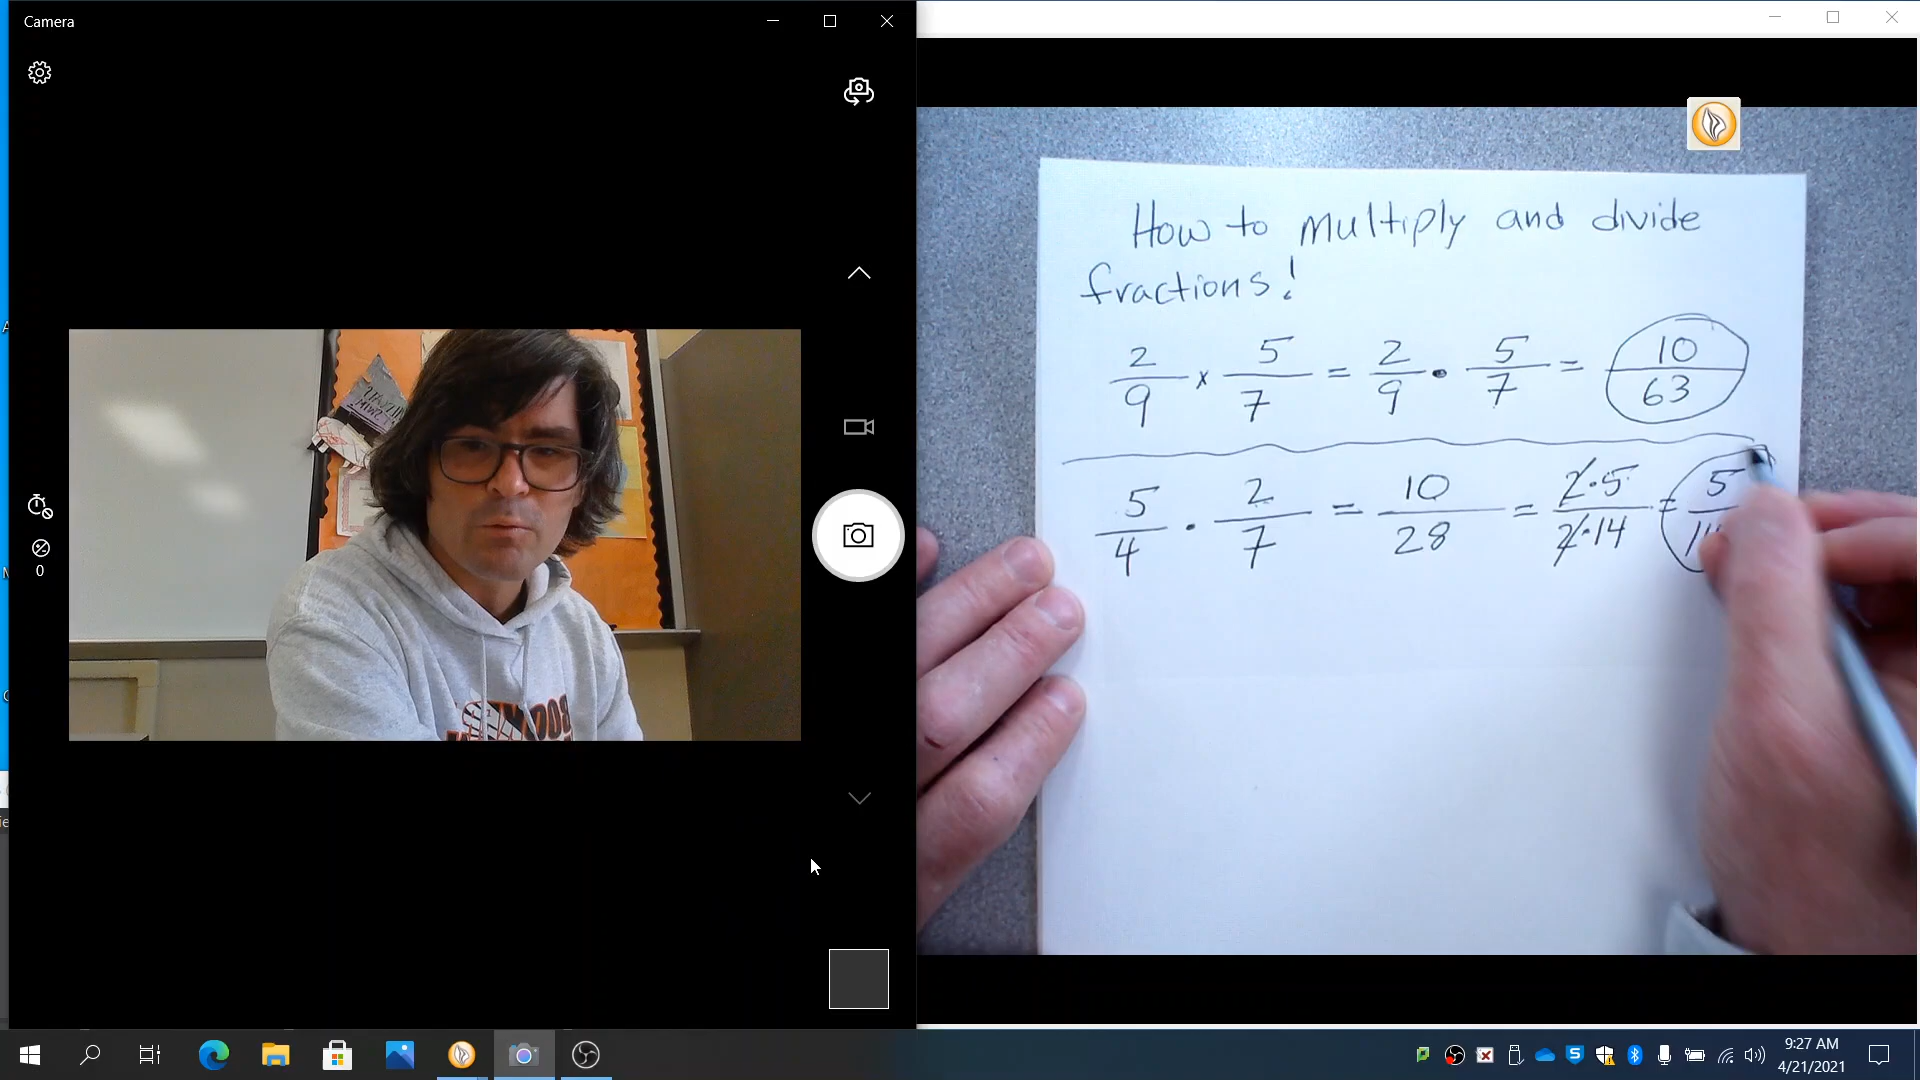 Camera
0
How to multiply and divide
fractions!
2/9 x 5/7 = 2/9 • 5/7 = 10/63
5/4 • 2/7 = 10/28 = 2•5/2•14 = 5/
9:27 AM
4/21/2021